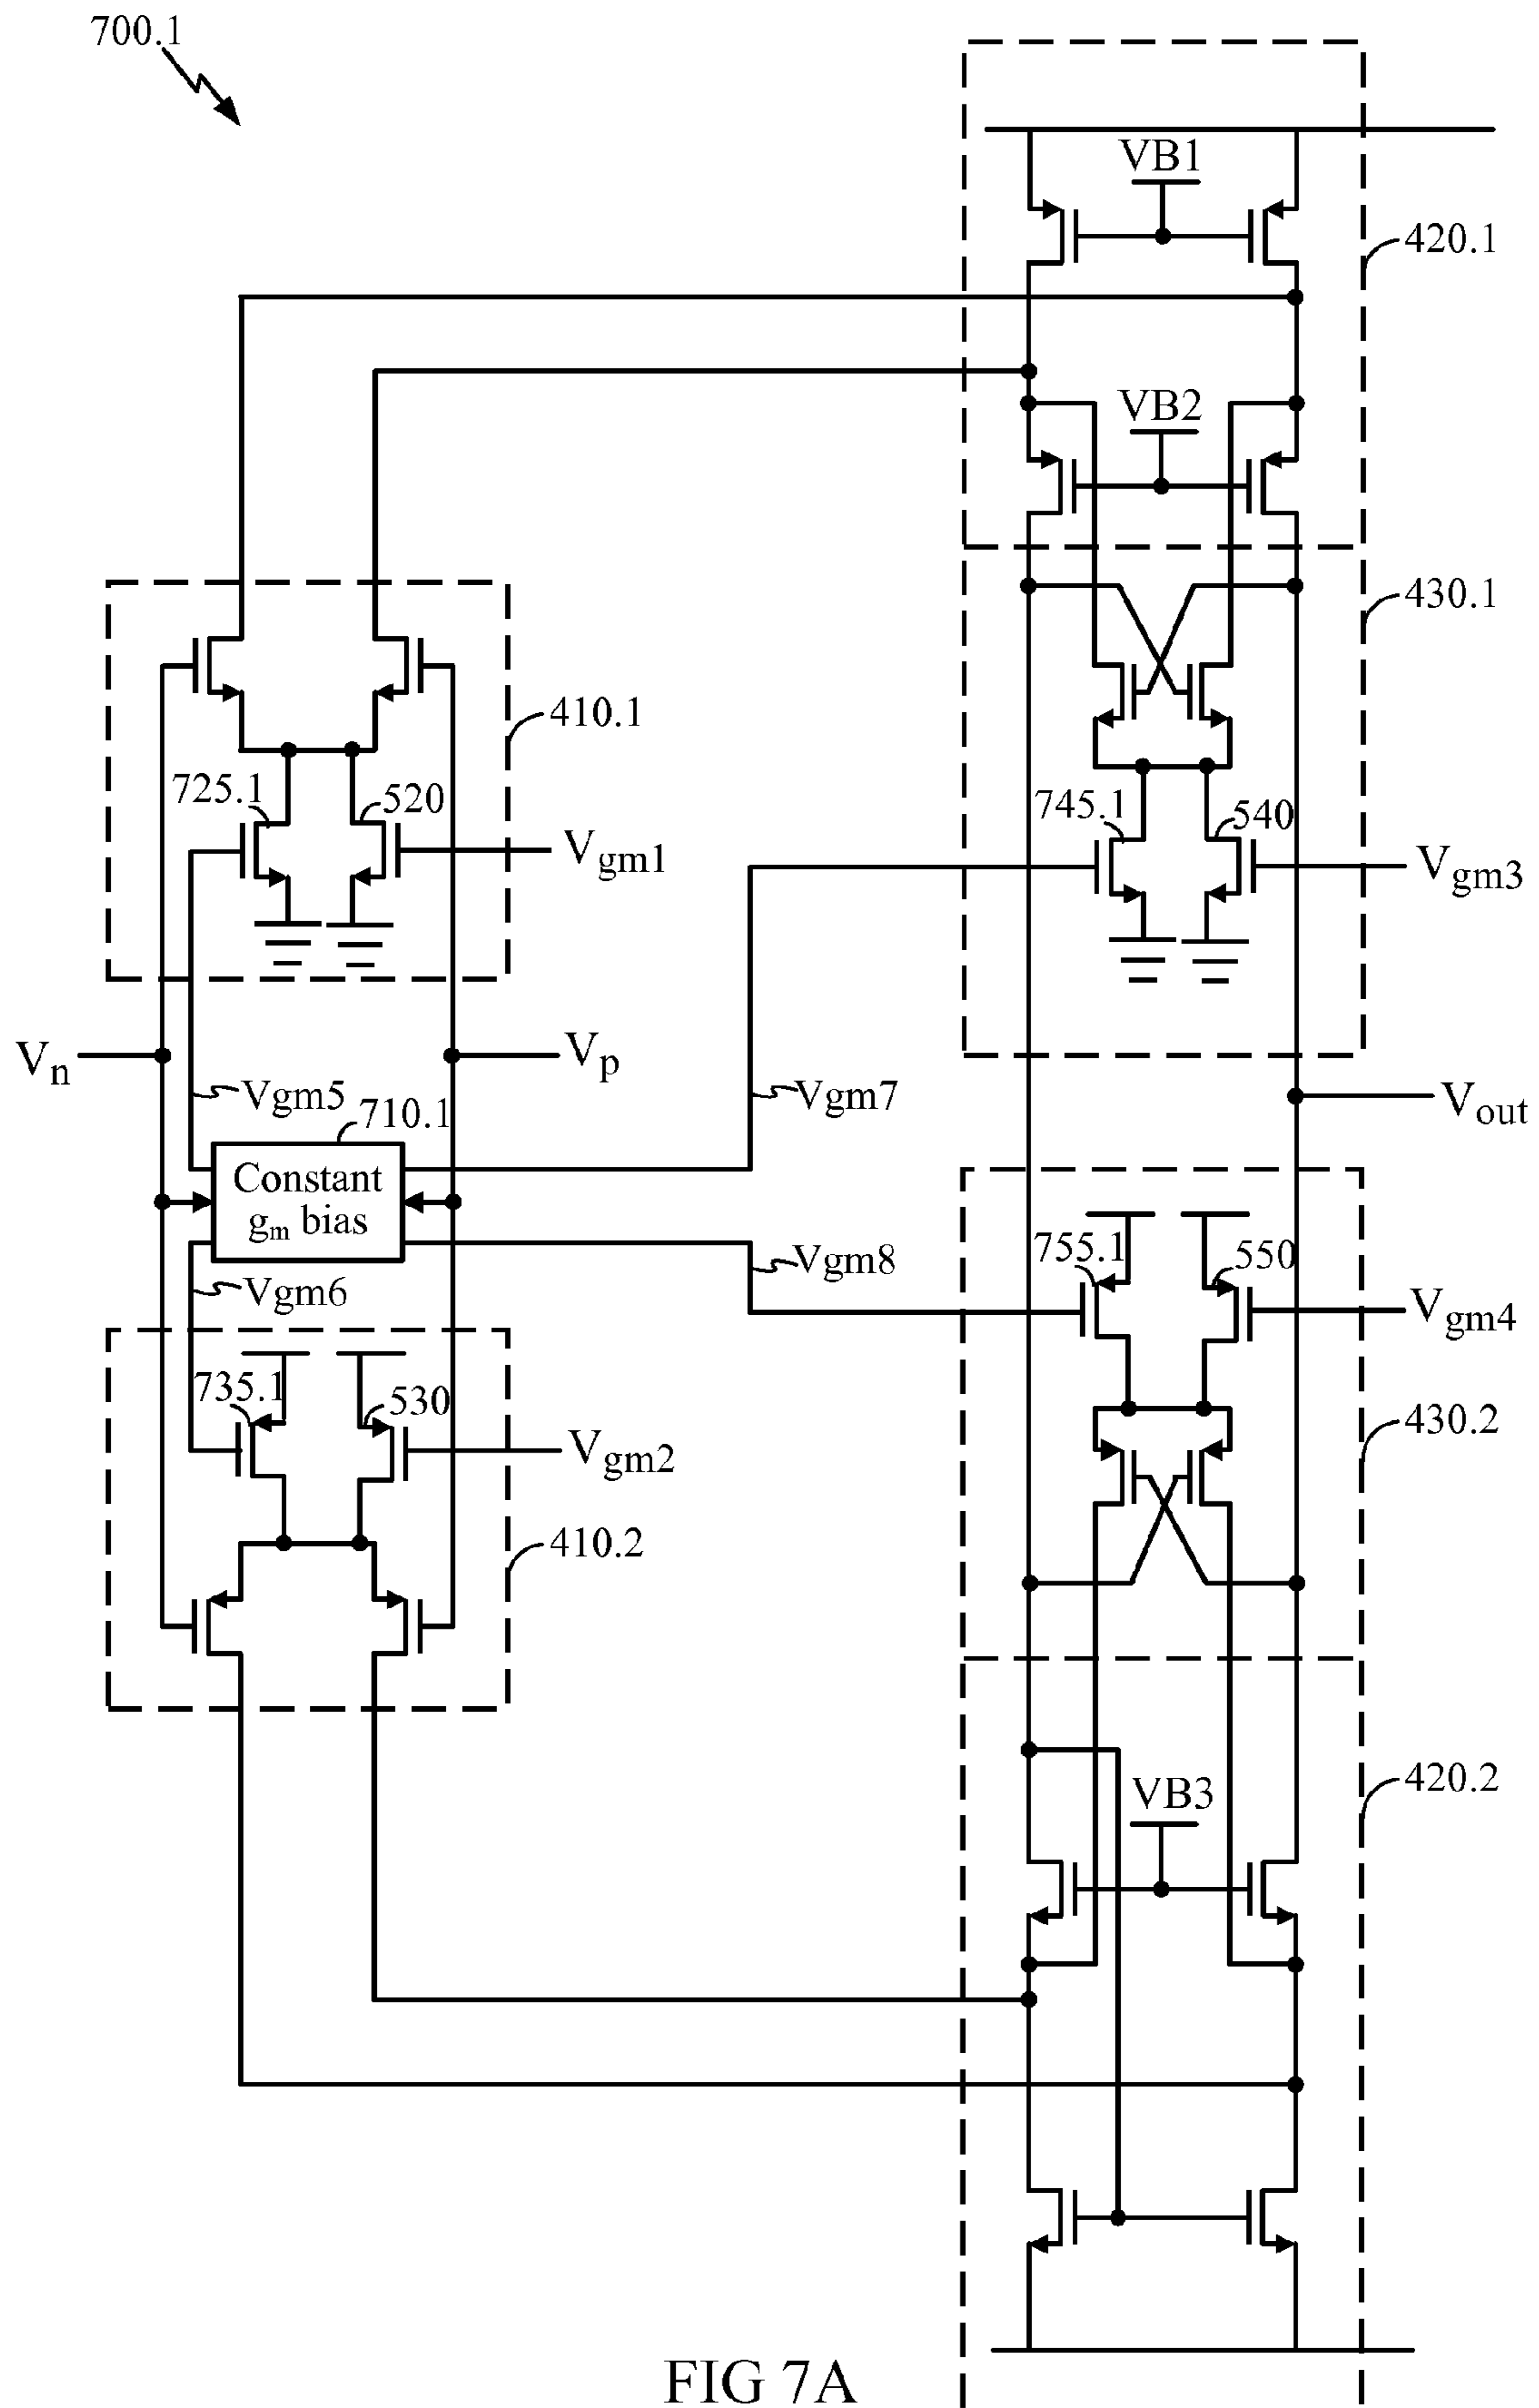 700.1
VB1
420.1
VB2
430.1
410.1
725.1
520
Vgm1
745.1
540
Vgm3
Vn
Vp
Vgm5
Vgm7
710.1
Vout
Constant
gm bias
Vgm8
755.1
550
Vgm4
Vgm6
735.1
530
Vgm2
430.2
410.2
VB3
420.2
FIG 7A